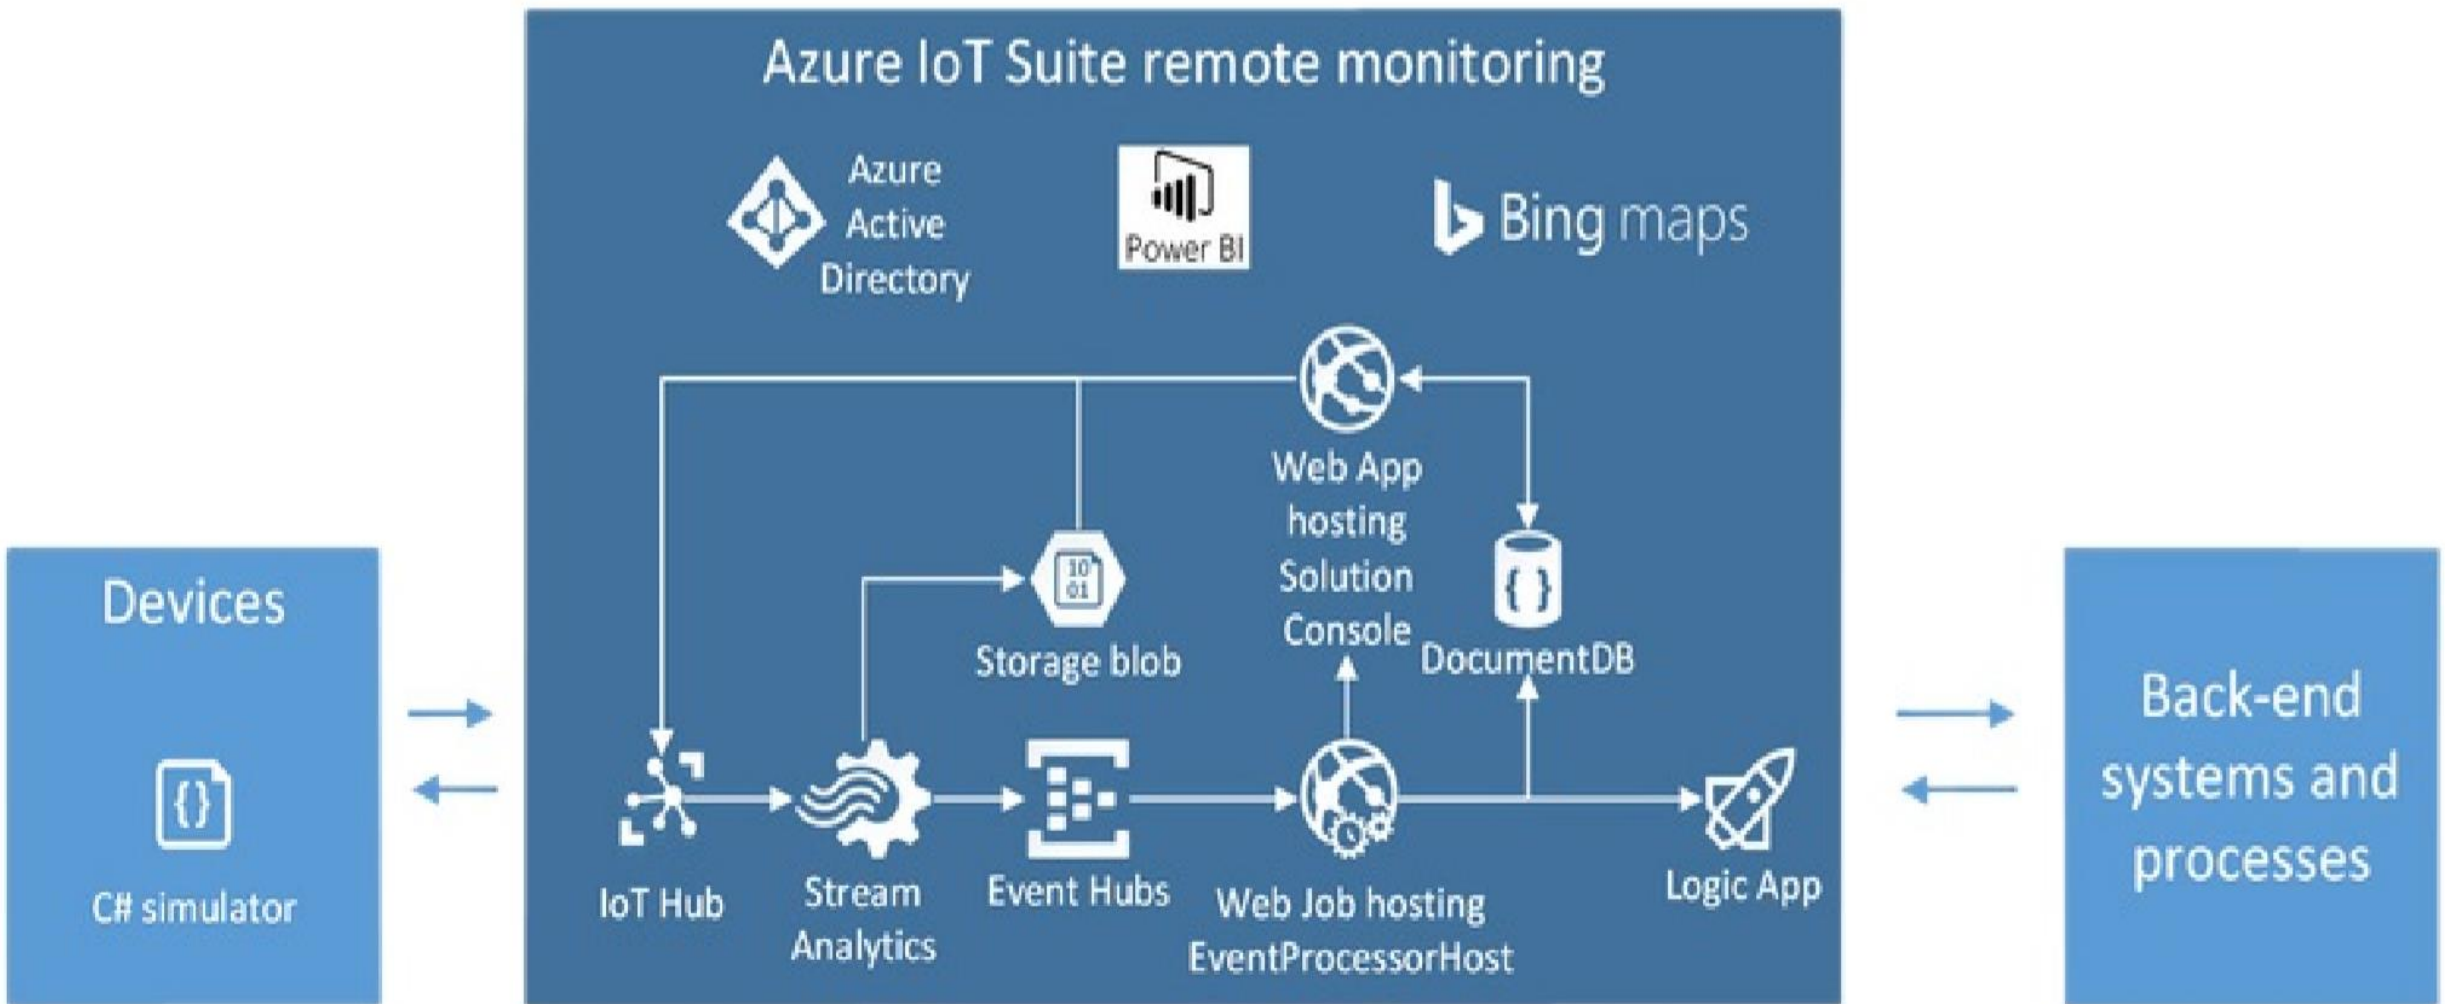 Azure IoT Suite remote monitoring
Azure
Active
Directory
Power BI
Bing maps
Web App
hosting
Solution
Console
DocumentDB
10
01
Storage blob
{ }
Devices
{}
C# simulator
IoT Hub
Stream
Analytics
Event Hubs
Web Job hosting
EventProcessorHost
Logic App
Back-end
systems and
processes